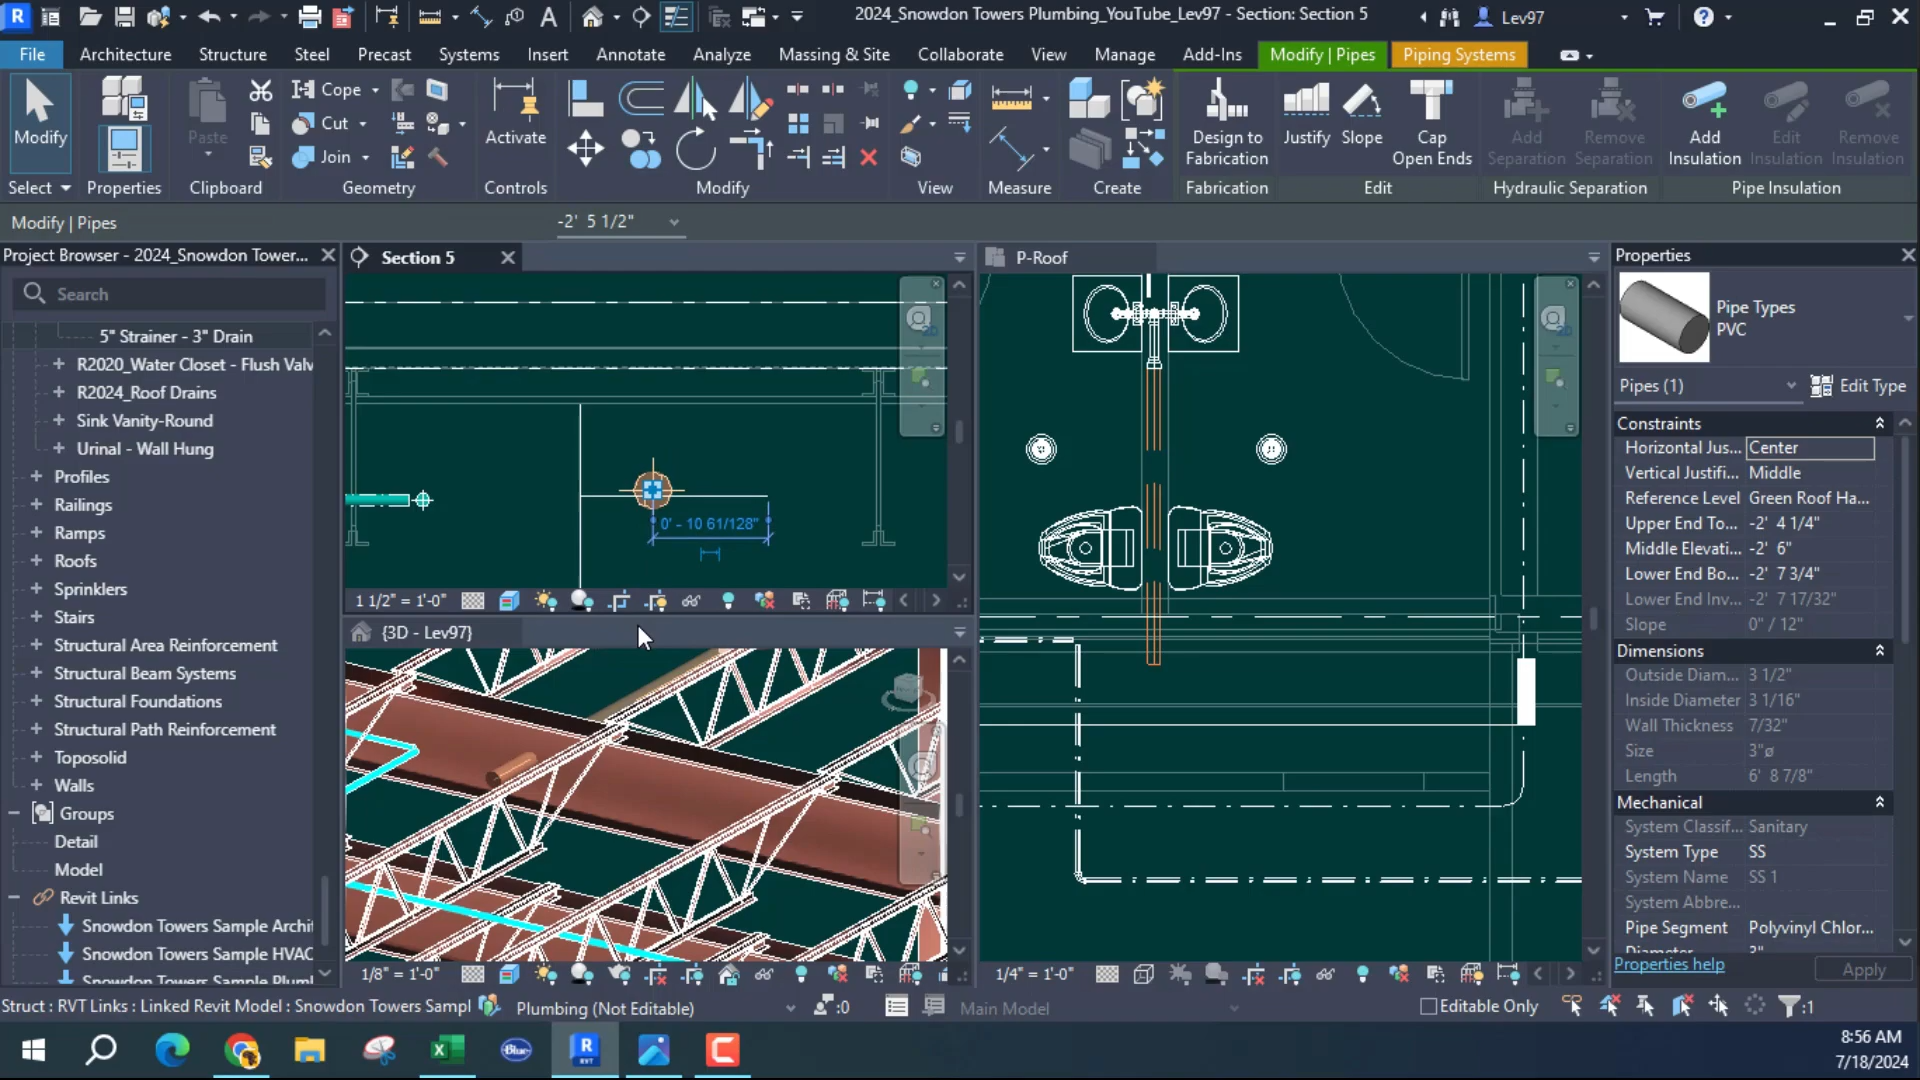 2024_Snowdon Towers Plumbing_YouTube_Lev97 - Section: Section 5
Lev97
File Architecture Structure Steel Precast Systems Insert Annotate Analyze Massing & Site Collaborate View Manage Add-Ins Modify | Pipes Piping Systems
Modify
Paste
Cope
Cut
Join
Activate
Design to Fabrication
Justify
Slope
Cap Open Ends
Add Separation
Remove Separation
Add Insulation
Edit Insulation
Remove Insulation
Select Properties Clipboard Geometry Controls Modify View Measure Create Fabrication Edit Hydraulic Separation Pipe Insulation
Modify | Pipes
-2' 5 1/2"
Project Browser - 2024_Snowdon Tower...
Search
5" Strainer - 3" Drain
R2020_Water Closet - Flush Valv
R2024_Roof Drains
Sink Vanity-Round
Urinal - Wall Hung
Profiles
Railings
Ramps
Roofs
Sprinklers
Stairs
Structural Area Reinforcement
Structural Beam Systems
Structural Foundations
Structural Path Reinforcement
Toposolid
Walls
Groups
Detail
Model
Revit Links
Snowdon Towers Sample Archit
Snowdon Towers Sample HVAC
Snowdon Towers Sample Plum
Section 5
0' - 10 61/128"
1 1/2" = 1'-0"
{3D - Lev97}
1/8" = 1'-0"
P-Roof
1/4" = 1'-0"
Properties
Pipe Types
PVC
Pipes (1)
Edit Type
Constraints
Horizontal Jus... Center
Vertical Justifi... Middle
Reference Level Green Roof Ha...
Upper End To... -2' 4 1/4"
Middle Elevati... -2' 6"
Lower End Bo... -2' 7 3/4"
Lower End Inv... -2' 7 17/32"
Slope 0" / 12"
Dimensions
Outside Diam... 3 1/2"
Inside Diameter 3 1/16"
Wall Thickness 7/32"
Size 3"ø
Length 6' 8 7/8"
Mechanical
System Classif... Sanitary
System Type SS
System Name SS 1
System Abbre...
Pipe Segment Polyvinyl Chlor...
Diameter 3"
Properties help
Apply
Struct : RVT Links : Linked Revit Model : Snowdon Towers Sampl
Plumbing (Not Editable)
:0
Main Model
Editable Only
:1
8:56 AM
7/18/2024